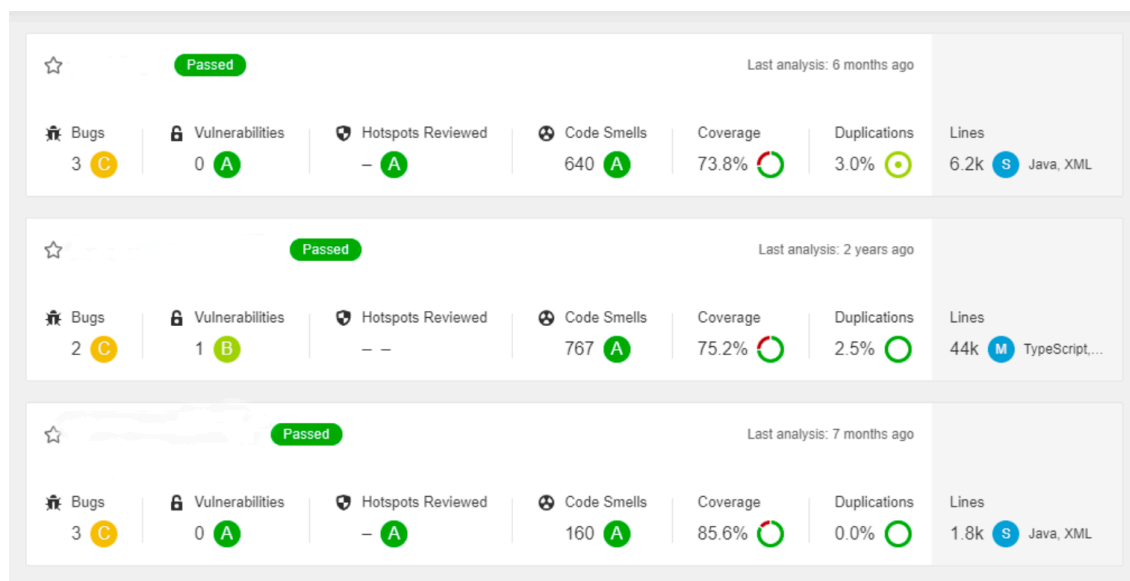 Passed Last analysis: 6 months ago
Bugs Vulnerabilities Hotspots Reviewed Code Smells Coverage Duplications Lines
3 C 0 A – A 640 A 73.8% 3.0% 6.2k S Java, XML
Passed Last analysis: 2 years ago
Bugs Vulnerabilities Hotspots Reviewed Code Smells Coverage Duplications Lines
2 C 1 B – – 767 A 75.2% 2.5% 44k M TypeScript,...
Passed Last analysis: 7 months ago
Bugs Vulnerabilities Hotspots Reviewed Code Smells Coverage Duplications Lines
3 C 0 A – A 160 A 85.6% 0.0% 1.8k S Java, XML